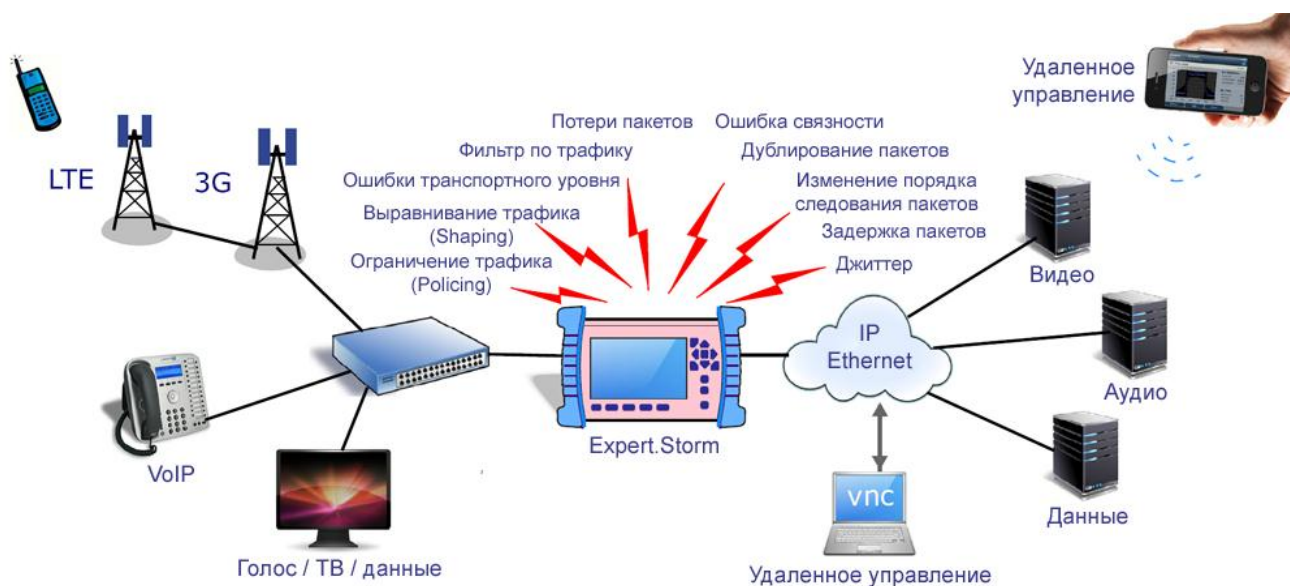 Удаленное
управление
Потери пакетов
Ошибка связности
Фильтр по трафику
Дублирование пакетов
LTE
3G
Ошибки транспортного уровня
Изменение порядка
следования пакетов
Выравнивание трафика
(Shaping)
Задержка пакетов
Ограничение трафика
(Policing)
Джиттер
Видео
IP
Ethernet
Аудио
Expert.Storm
VoIP
vnc
Данные
Голос / ТВ / данные
Удаленное управление